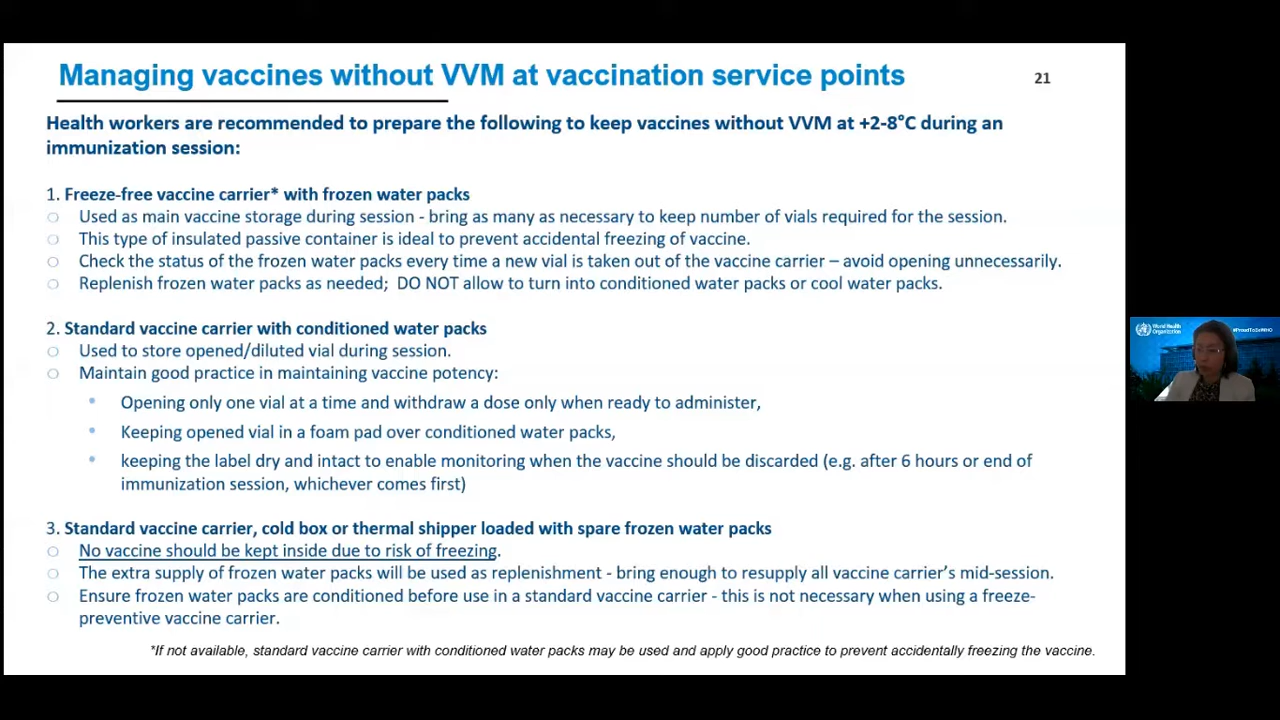 Managing vaccines without VVM at vaccination service points
21
Health workers are recommended to prepare the following to keep vaccines without VVM at +2-8°C during an
immunization session:
1. Freeze-free vaccine carrier* with frozen water packs
Used as main vaccine storage during session - bring as many as necessary to keep number of vials required for the session.
This type of insulated passive container is ideal to prevent accidental freezing of vaccine.
Check the status of the frozen water packs every time a new vial is taken out of the vaccine carrier – avoid opening unnecessarily.
Replenish frozen water packs as needed; DO NOT allow to turn into conditioned water packs or cool water packs.
2. Standard vaccine carrier with conditioned water packs
Used to store opened/diluted vial during session.
Maintain good practice in maintaining vaccine potency:
Opening only one vial at a time and withdraw a dose only when ready to administer,
Keeping opened vial in a foam pad over conditioned water packs,
keeping the label dry and intact to enable monitoring when the vaccine should be discarded (e.g. after 6 hours or end of
immunization session, whichever comes first)
3. Standard vaccine carrier, cold box or thermal shipper loaded with spare frozen water packs
No vaccine should be kept inside due to risk of freezing.
The extra supply of frozen water packs will be used as replenishment - bring enough to resupply all vaccine carrier's mid-session.
Ensure frozen water packs are conditioned before use in a standard vaccine carrier - this is not necessary when using a freeze-
preventive vaccine carrier.
*If not available, standard vaccine carrier with conditioned water packs may be used and apply good practice to prevent accidentally freezing the vaccine.
World Health
Organization
#ProudToBeWHO